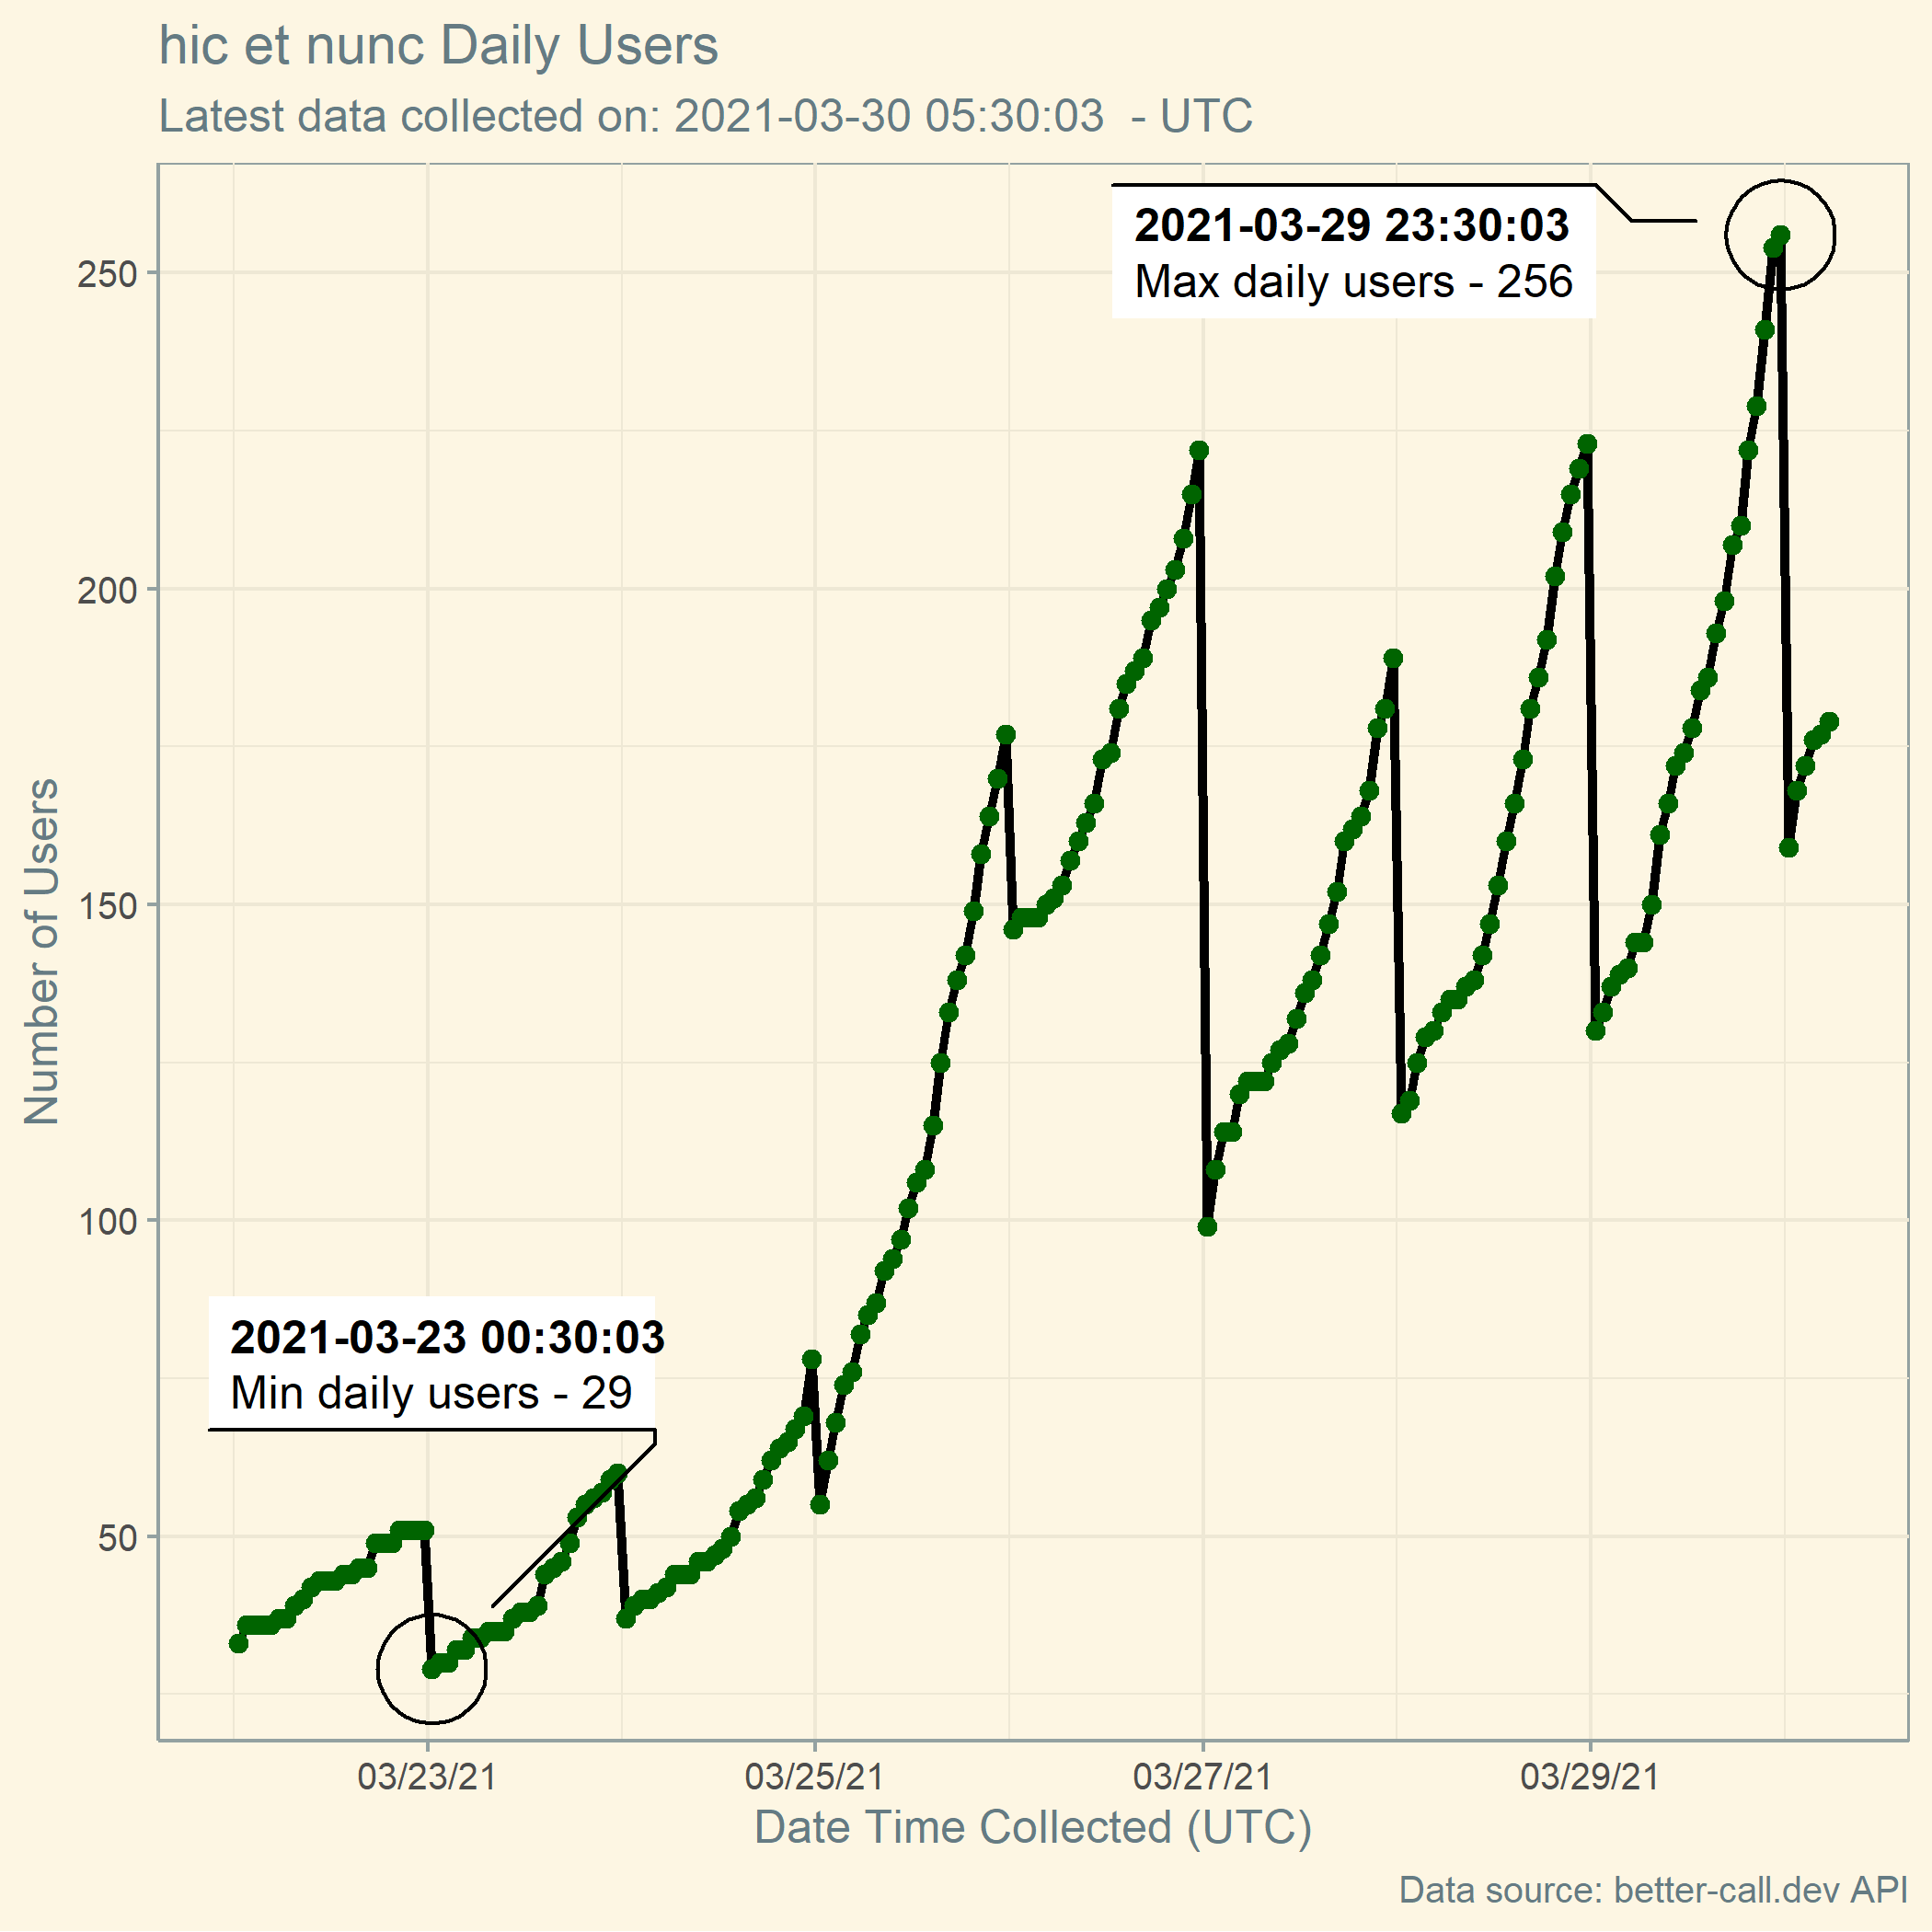 hic et nunc Daily Users
Latest data collected on: 2021-03-30 05:30:03  - UTC
2021-03-29 23:30:03
Max daily users - 256
250
200
150
100
50
Number of Users
2021-03-23 00:30:03
Min daily users - 29
03/23/21 03/25/21 03/27/21 03/29/21
Date Time Collected (UTC)
Data source: better-call.dev API